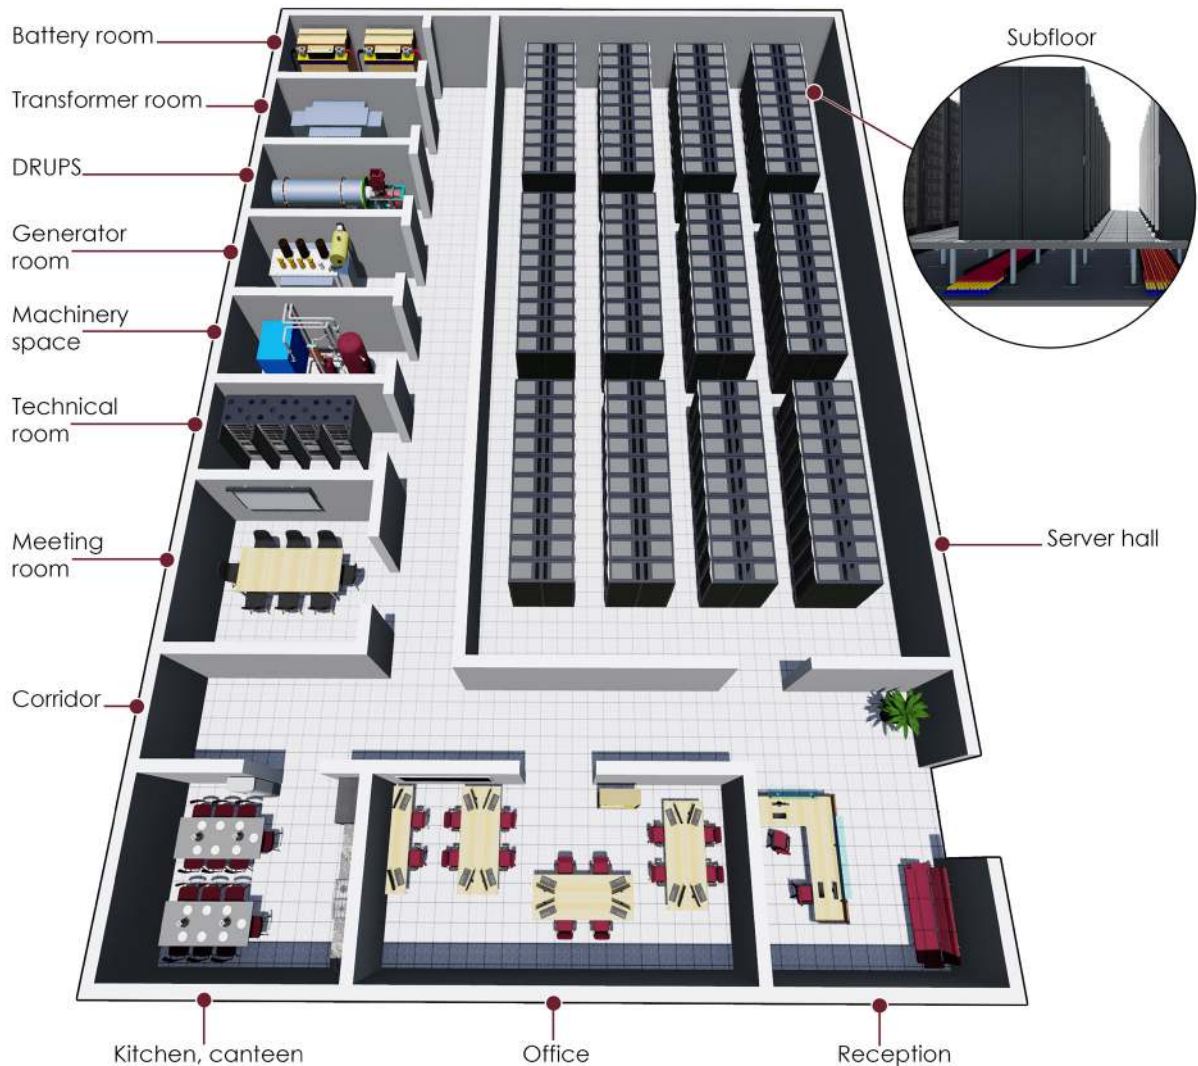 Battery room
Transformer room
DRUPS
Generator
room
Machinery
space
Technical
room
Meeting
room
Corridor
Subfloor
Server hall
Kitchen, canteen
Office
Reception